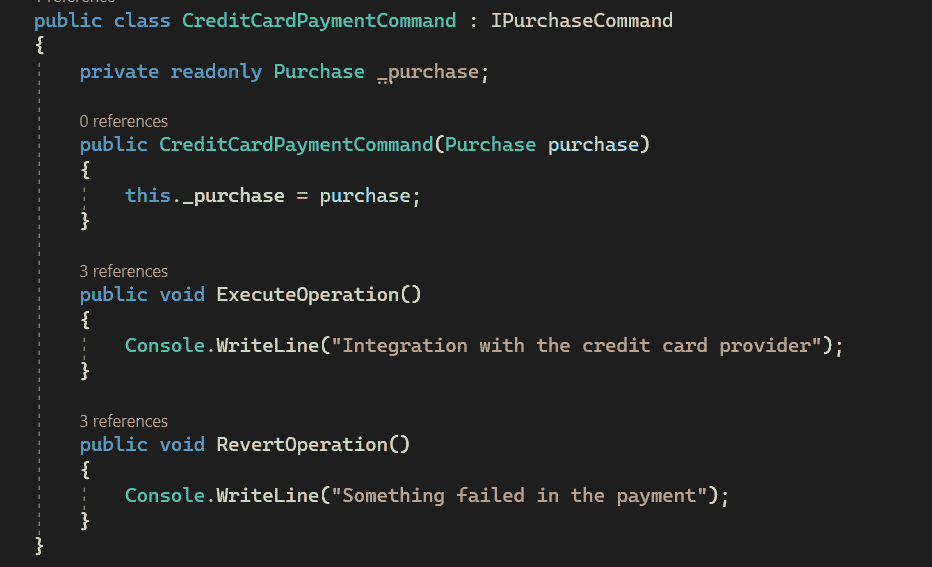 public class CreditCardPaymentCommand : IPurchaseCommand
{
private readonly Purchase _purchase;
0 references
public CreditCardPaymentCommand(Purchase purchase)
{
this._purchase = purchase;
}
3 references
public void ExecuteOperation()
{
Console.WriteLine("Integration with the credit card provider");
}
3 references
public void RevertOperation()
{
Console.WriteLine("Something failed in the payment");
}
}